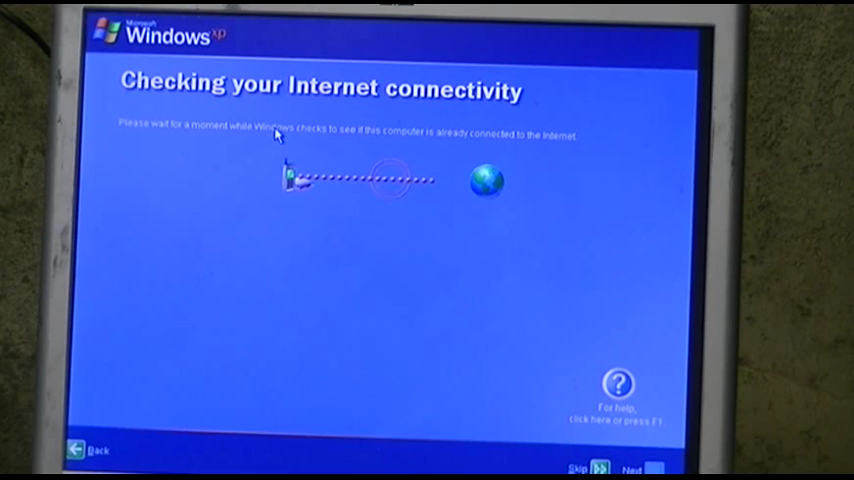 Microsoft
Windows xp
Checking your Internet connectivity
Please wait for a moment while Windows checks to see if this computer is already connected to the Internet.
?
For help,
click here or press F1
Back
Skip
Next